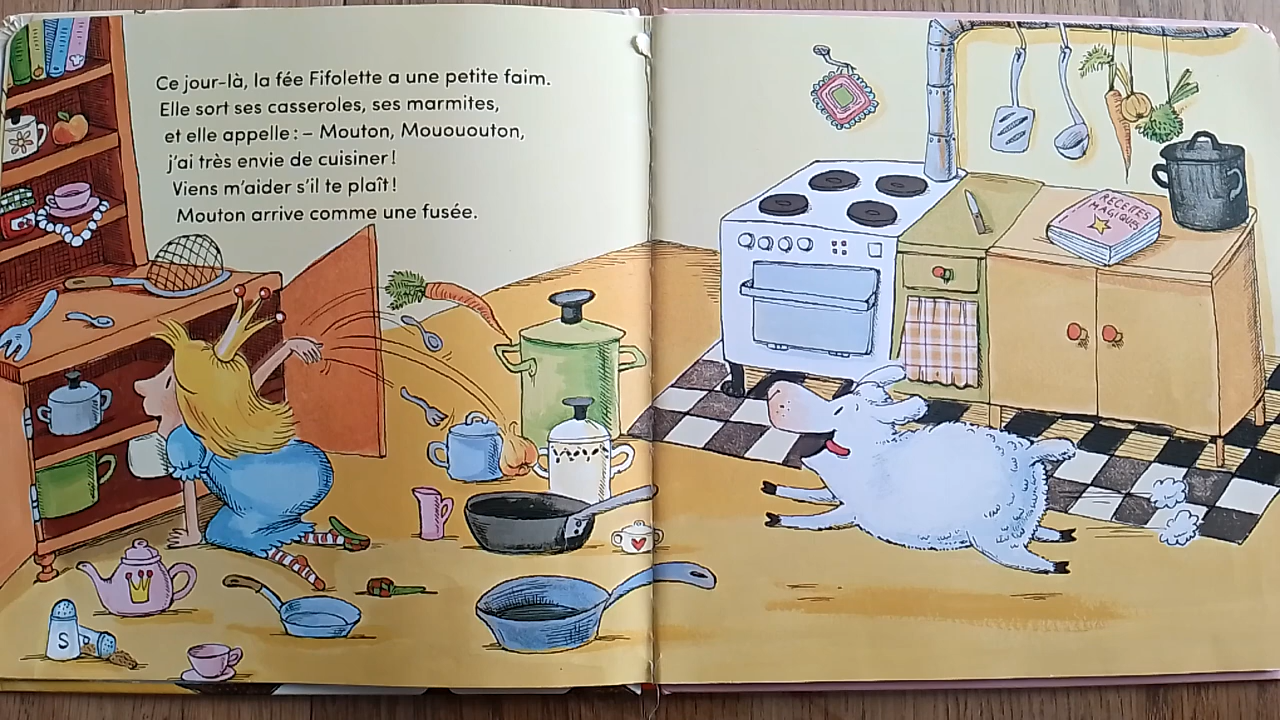 Ce jour-là, la fée Fifolette a une petite faim.
Elle sort ses casseroles, ses marmites,
et elle appelle : – Mouton, Mouououton,
j'ai très envie de cuisiner !
Viens m'aider s'il te plaît !
Mouton arrive comme une fusée.
RECETTES
MAGIQUES
S